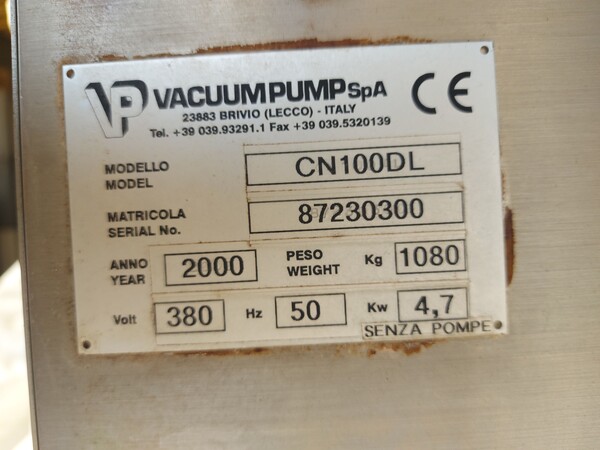 VP VACUUMPUMP SpA CE
23883 BRIVIO (LECCO) - ITALY
Tel. +39 039.93291.1 Fax +39 039.5320139
MODELLO
MODEL CN100DL
MATRICOLA
SERIAL No. 87230300
ANNO PESO
YEAR 2000 WEIGHT Kg 1080
Volt 380 Hz 50 Kw 4,7
SENZA POMPE